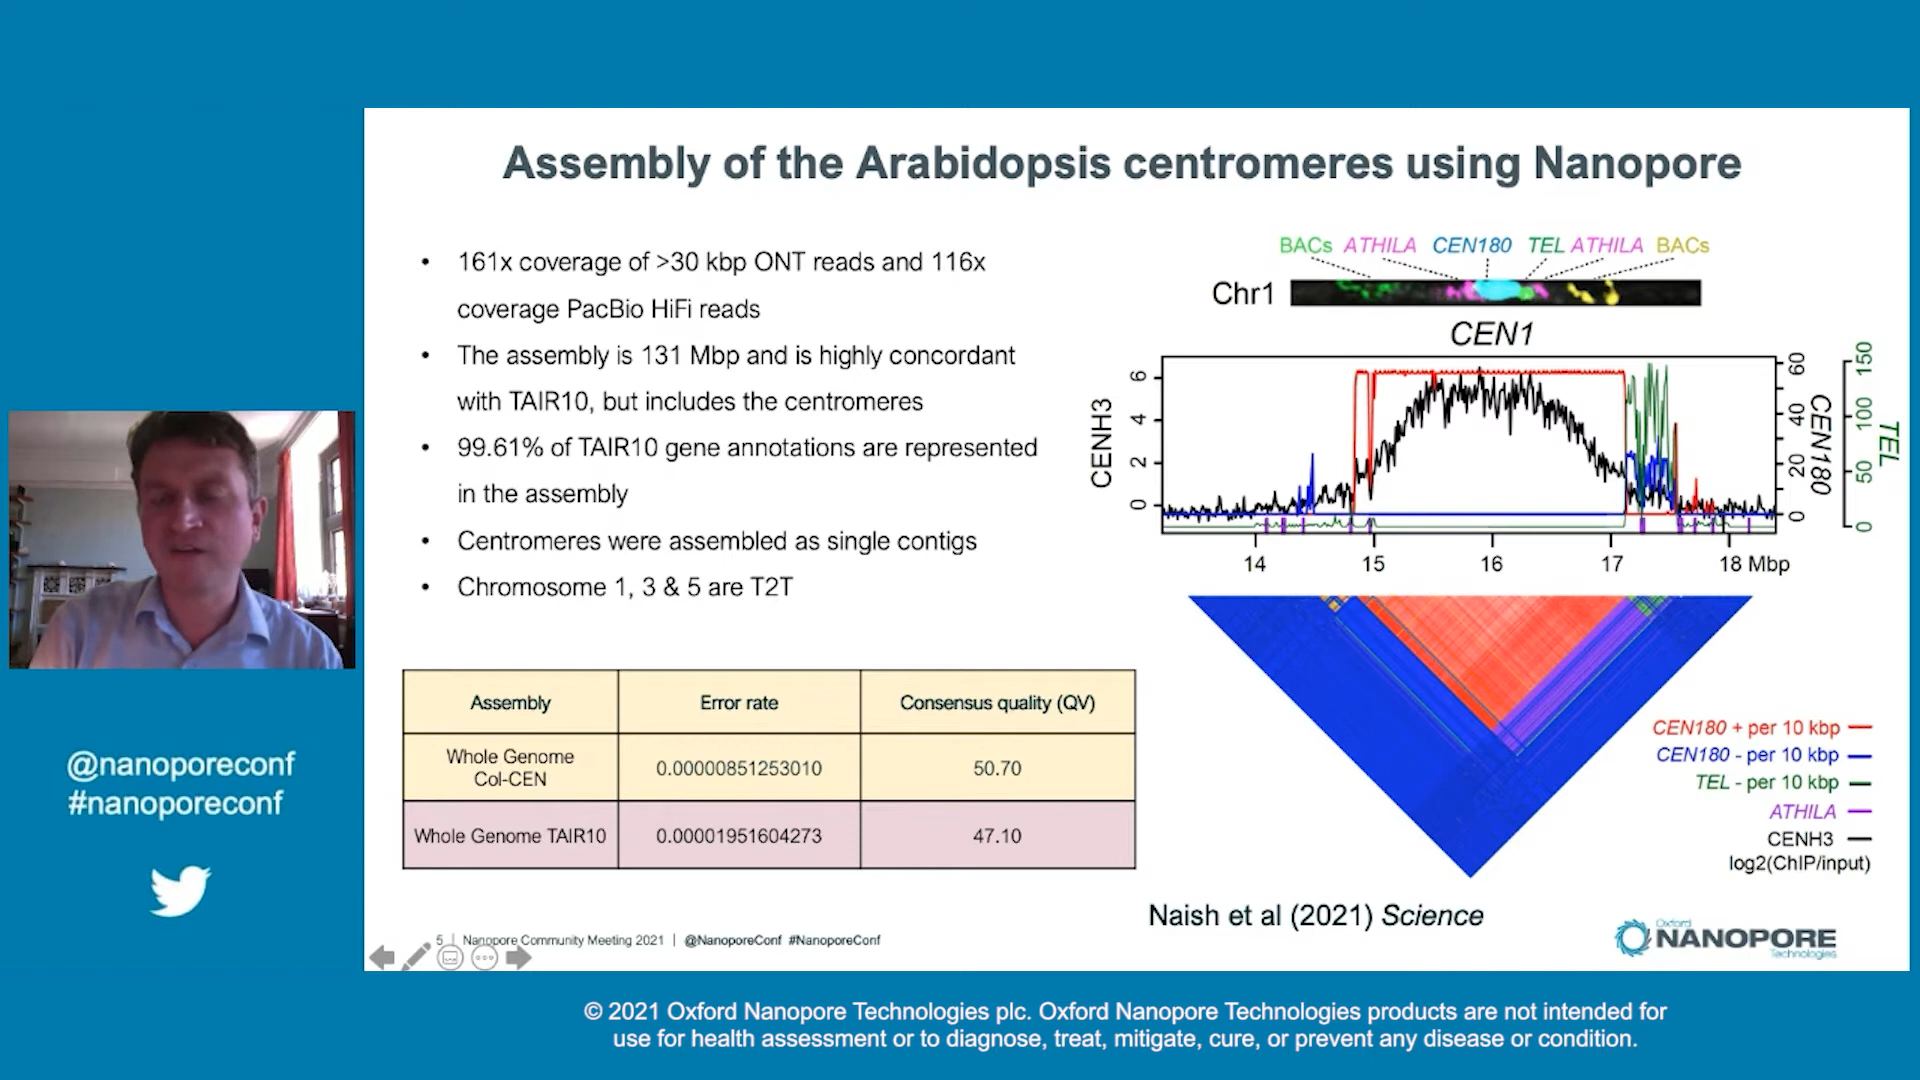 Assembly of the Arabidopsis centromeres using Nanopore
• 161x coverage of >30 kbp ONT reads and 116x
coverage PacBio HiFi reads
• The assembly is 131 Mbp and is highly concordant
with TAIR10, but includes the centromeres
• 99.61% of TAIR10 gene annotations are represented
in the assembly
• Centromeres were assembled as single contigs
• Chromosome 1, 3 & 5 are T2T
Assembly Error rate Consensus quality (QV)
Whole Genome
Col-CEN 0.00000851253010 50.70
Whole Genome TAIR10 0.00001951604273 47.10
BACs ATHILA CEN180 TEL ATHILA BACs
Chr1
CEN1
CENH3
6
4
2
0
60
40
20
0
CEN180
150
100
50
0
TEL
14 15 16 17 18 Mbp
CEN180 + per 10 kbp
CEN180 - per 10 kbp
TEL - per 10 kbp
ATHILA
CENH3
log2(ChIP/input)
Naish et al (2021) Science
5 | Nanopore Community Meeting 2021 | @NanoporeConf #NanoporeConf
Oxford
NANOPORE
Technologies
@nanoporeconf
#nanoporeconf
© 2021 Oxford Nanopore Technologies plc. Oxford Nanopore Technologies products are not intended for
use for health assessment or to diagnose, treat, mitigate, cure, or prevent any disease or condition.